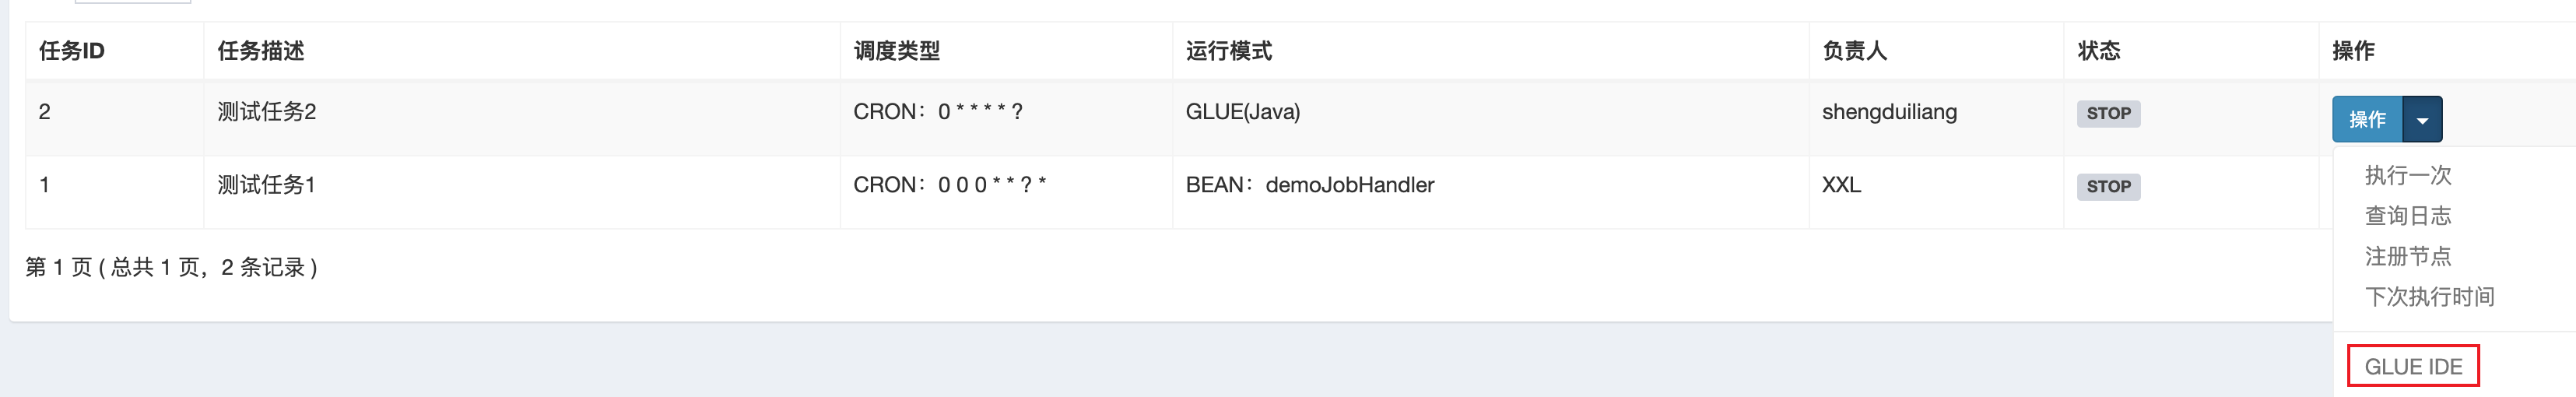 任务ID 任务描述 调度类型 运行模式 负责人 状态 操作
2 测试任务2 CRON：0 * * * * ? GLUE(Java) shengduiliang STOP 操作
1 测试任务1 CRON：0 0 0 * * ? * BEAN：demoJobHandler XXL STOP
执行一次
查询日志
注册节点
下次执行时间
GLUE IDE
第 1 页 ( 总共 1 页，2 条记录 )